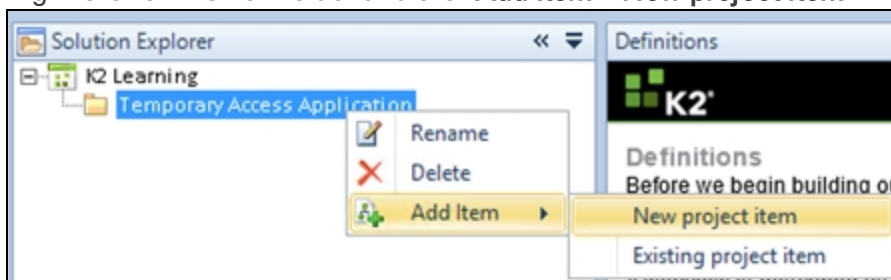 Solution Explorer
Definitions
K2 Learning
Temporary Access Application
K2
Rename
Delete
Add Item
Definitions
Before we begin building ou
New project item
Existing project item